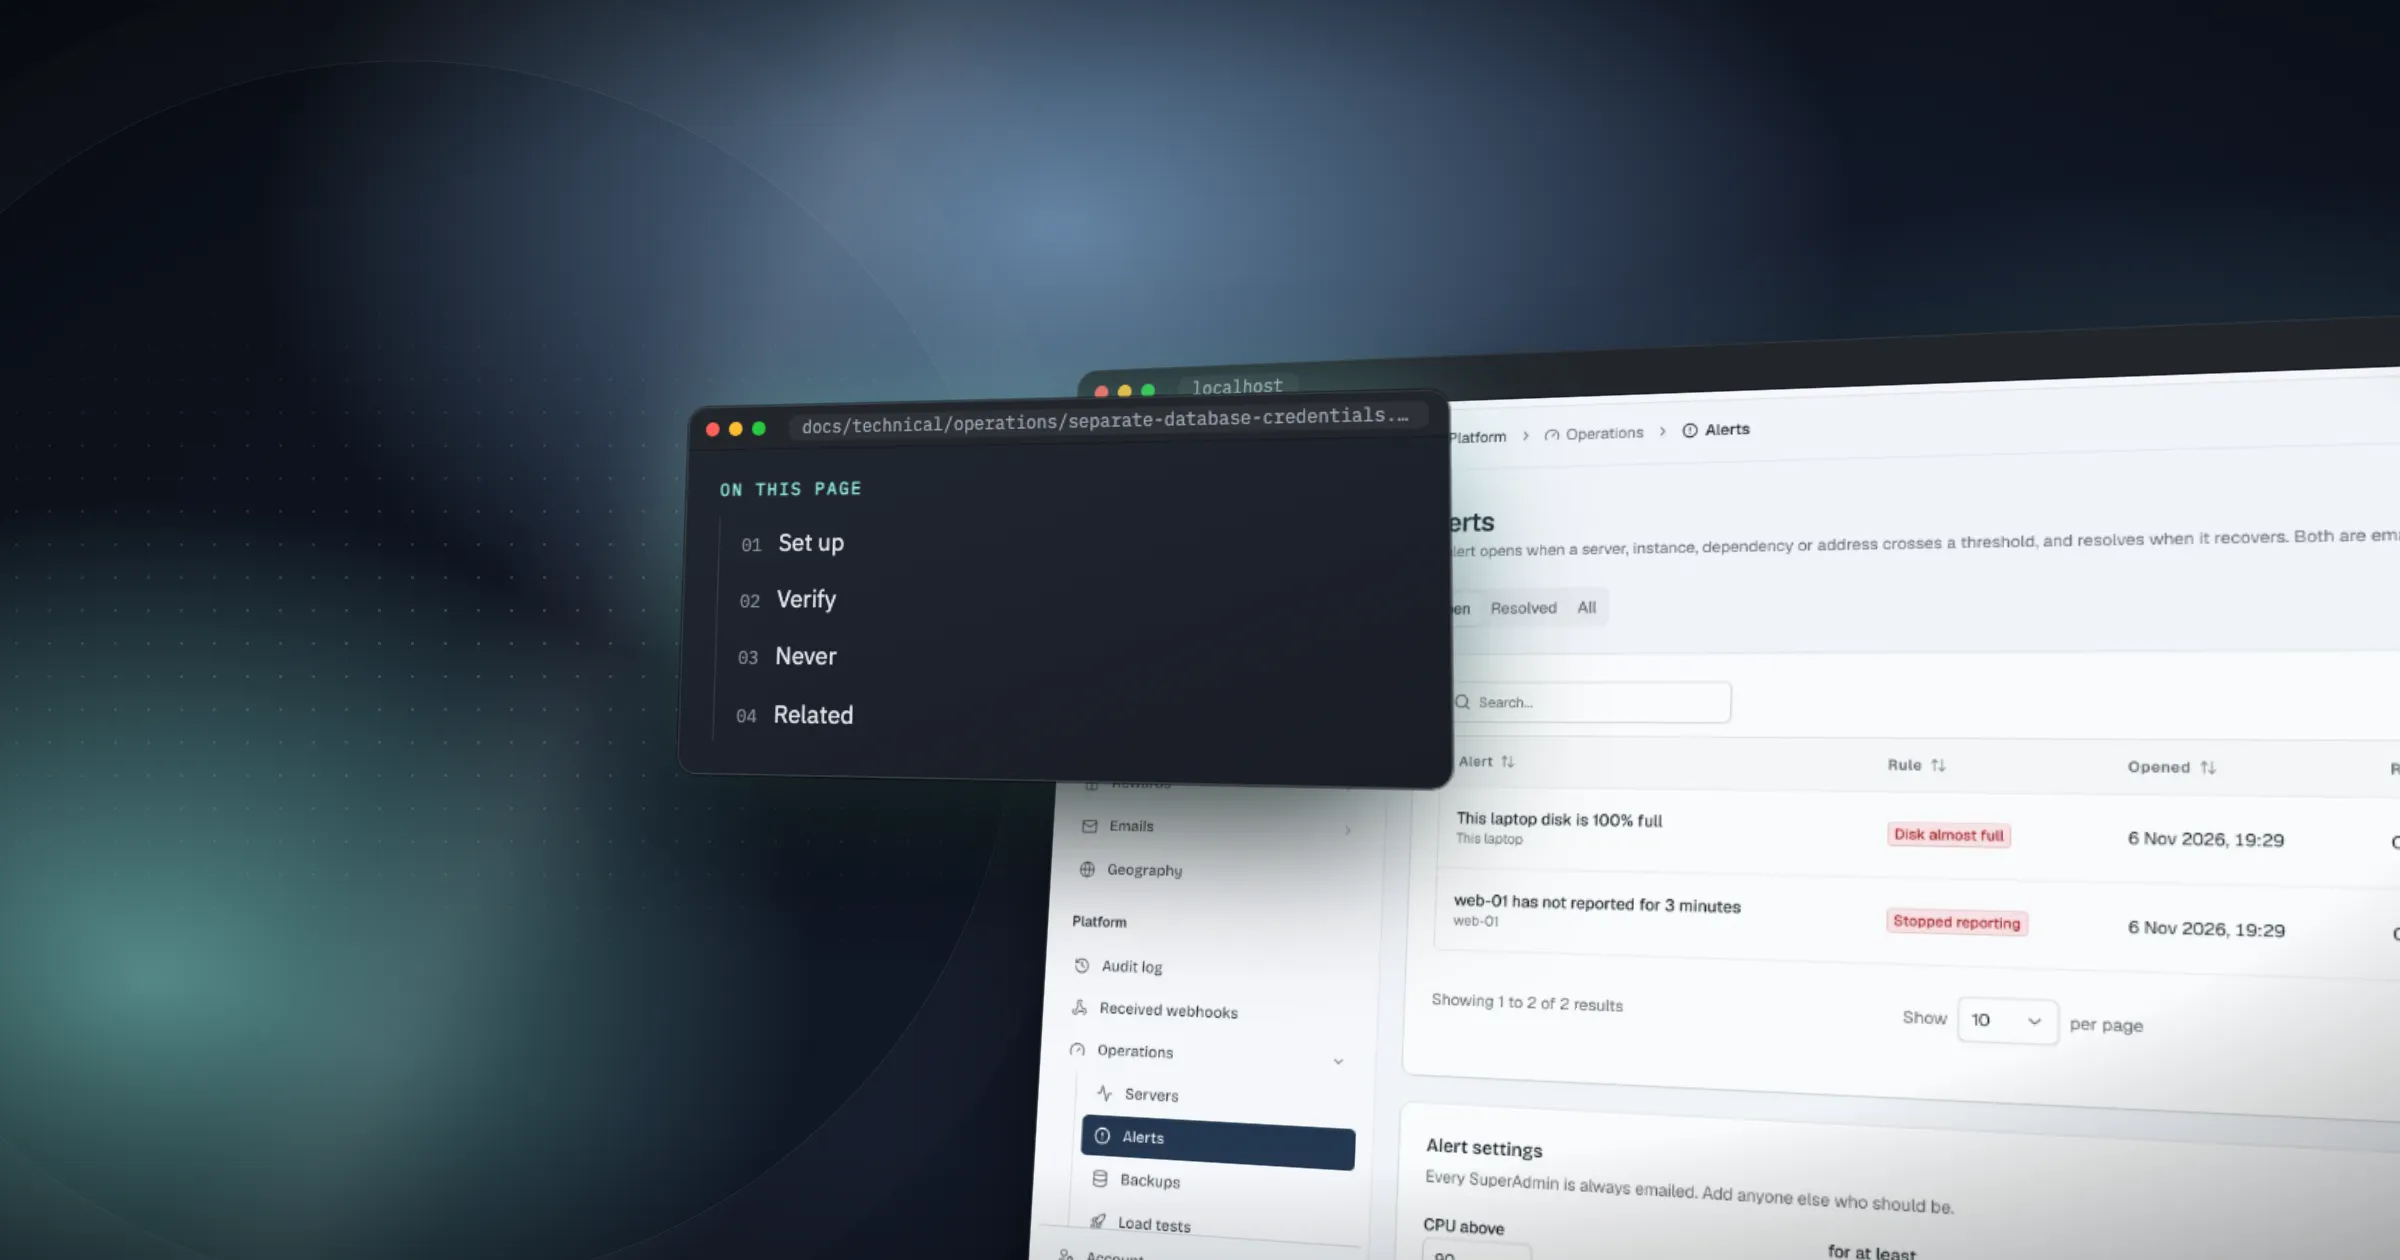 localhost
docs/technical/operations/separate-database-credentials.…
ON THIS PAGE
01 Set up
02 Verify
03 Never
04 Related
Platform > Operations > Alerts
erts
lert opens when a server, instance, dependency or address crosses a threshold, and resolves when it recovers. Both are em
en Resolved All
Search...
Alert Rule Opened R
This laptop disk is 100% full Disk almost full 6 Nov 2026, 19:29
This laptop
web-01 has not reported for 3 minutes Stopped reporting 6 Nov 2026, 19:29
web-01
Showing 1 to 2 of 2 results Show 10 per page
Emails
Geography
Platform
Audit log
Received webhooks
Operations
Servers
Alerts
Backups
Load tests
Account
Alert settings
Every SuperAdmin is always emailed. Add anyone else who should be.
CPU above
90
for at least